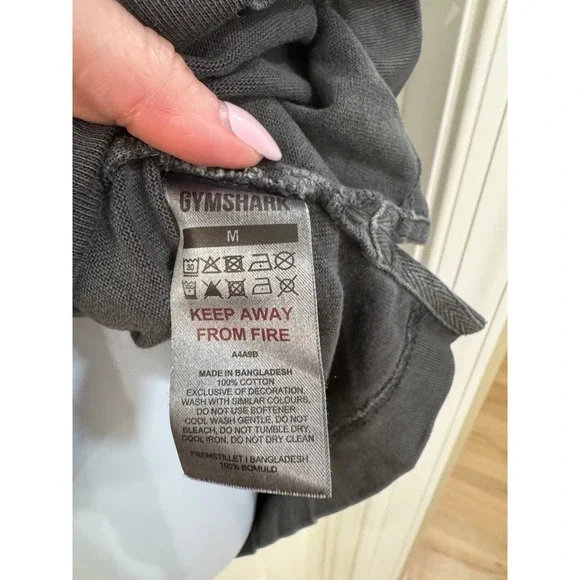 GYMSHARK
M
KEEP AWAY
FROM FIRE
A4A9B
MADE IN BANGLADESH
100% COTTON
EXCLUSIVE OF DECORATION,
WASH WITH SIMILAR COLOURS,
DO NOT USE SOFTENER
COOL WASH GENTLE, DO NOT
BLEACH, DO NOT TUMBLE DRY,
COOL IRON, DO NOT DRY CLEAN
FREMSTILLET I BANGLADESH
100% BOMULD